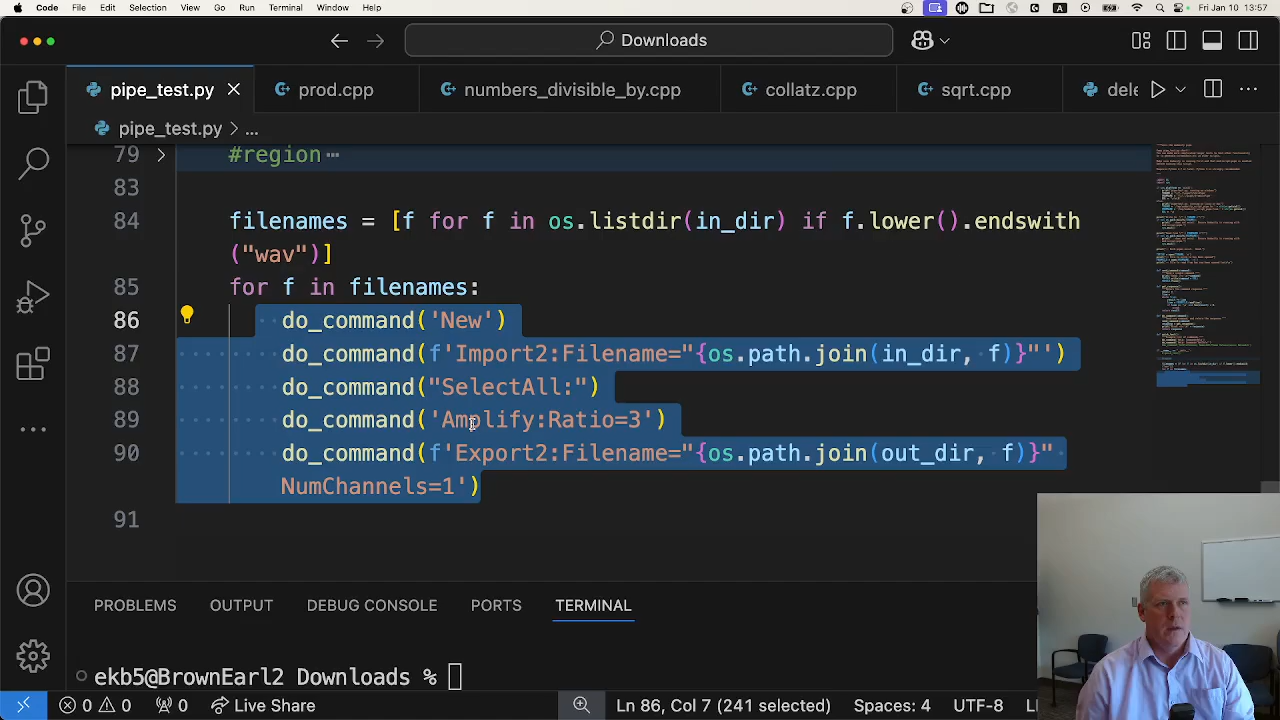 Code File Edit Selection View Go Run Terminal Window Help A Fri Jan 10 13:57
Downloads
pipe_test.py prod.cpp numbers_divisible_by.cpp collatz.cpp sqrt.cpp dele
pipe_test.py > ...
79 #region
83
84 filenames = [f for f in os.listdir(in_dir) if f.lower().endswith
("wav")]
85 for f in filenames:
86 do_command('New')
87 do_command(f'Import2:Filename="{os.path.join(in_dir, f)}"')
88 do_command("SelectAll:")
89 do_command('Amplify:Ratio=3')
90 do_command(f'Export2:Filename="{os.path.join(out_dir, f)}"
NumChannels=1')
91
PROBLEMS OUTPUT DEBUG CONSOLE PORTS TERMINAL
ekb5@BrownEarl2 Downloads %
0 0 0 Live Share Ln 86, Col 7 (241 selected) Spaces: 4 UTF-8